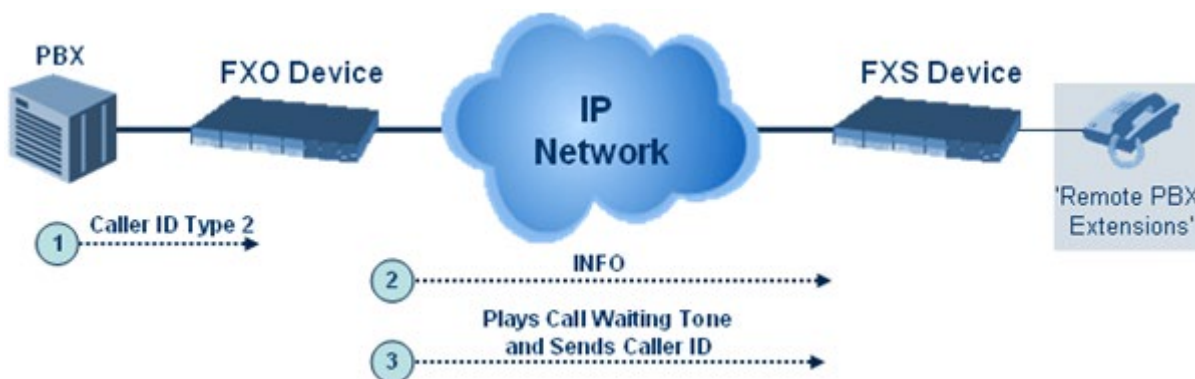 PBX
FXO Device
IP
Network
FXS Device
'Remote PBX
Extensions'
1
Caller ID Type 2
2
INFO
3
Plays Call Waiting Tone
and Sends Caller ID